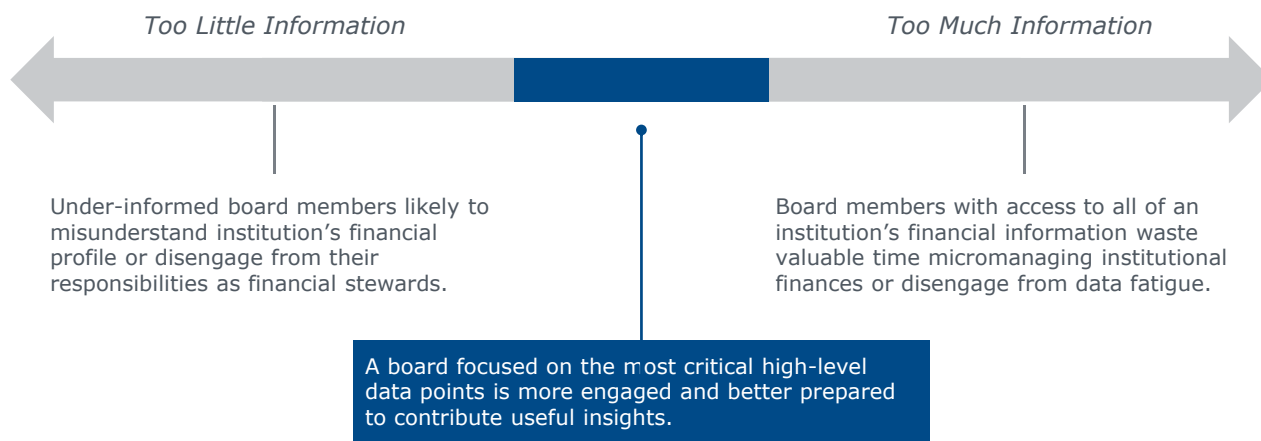 Too Little Information
Too Much Information
Under-informed board members likely to
misunderstand institution’s financial
profile or disengage from their
responsibilities as financial stewards.
Board members with access to all of an
institution’s financial information waste
valuable time micromanaging institutional
finances or disengage from data fatigue.
A board focused on the most critical high-level
data points is more engaged and better prepared
to contribute useful insights.